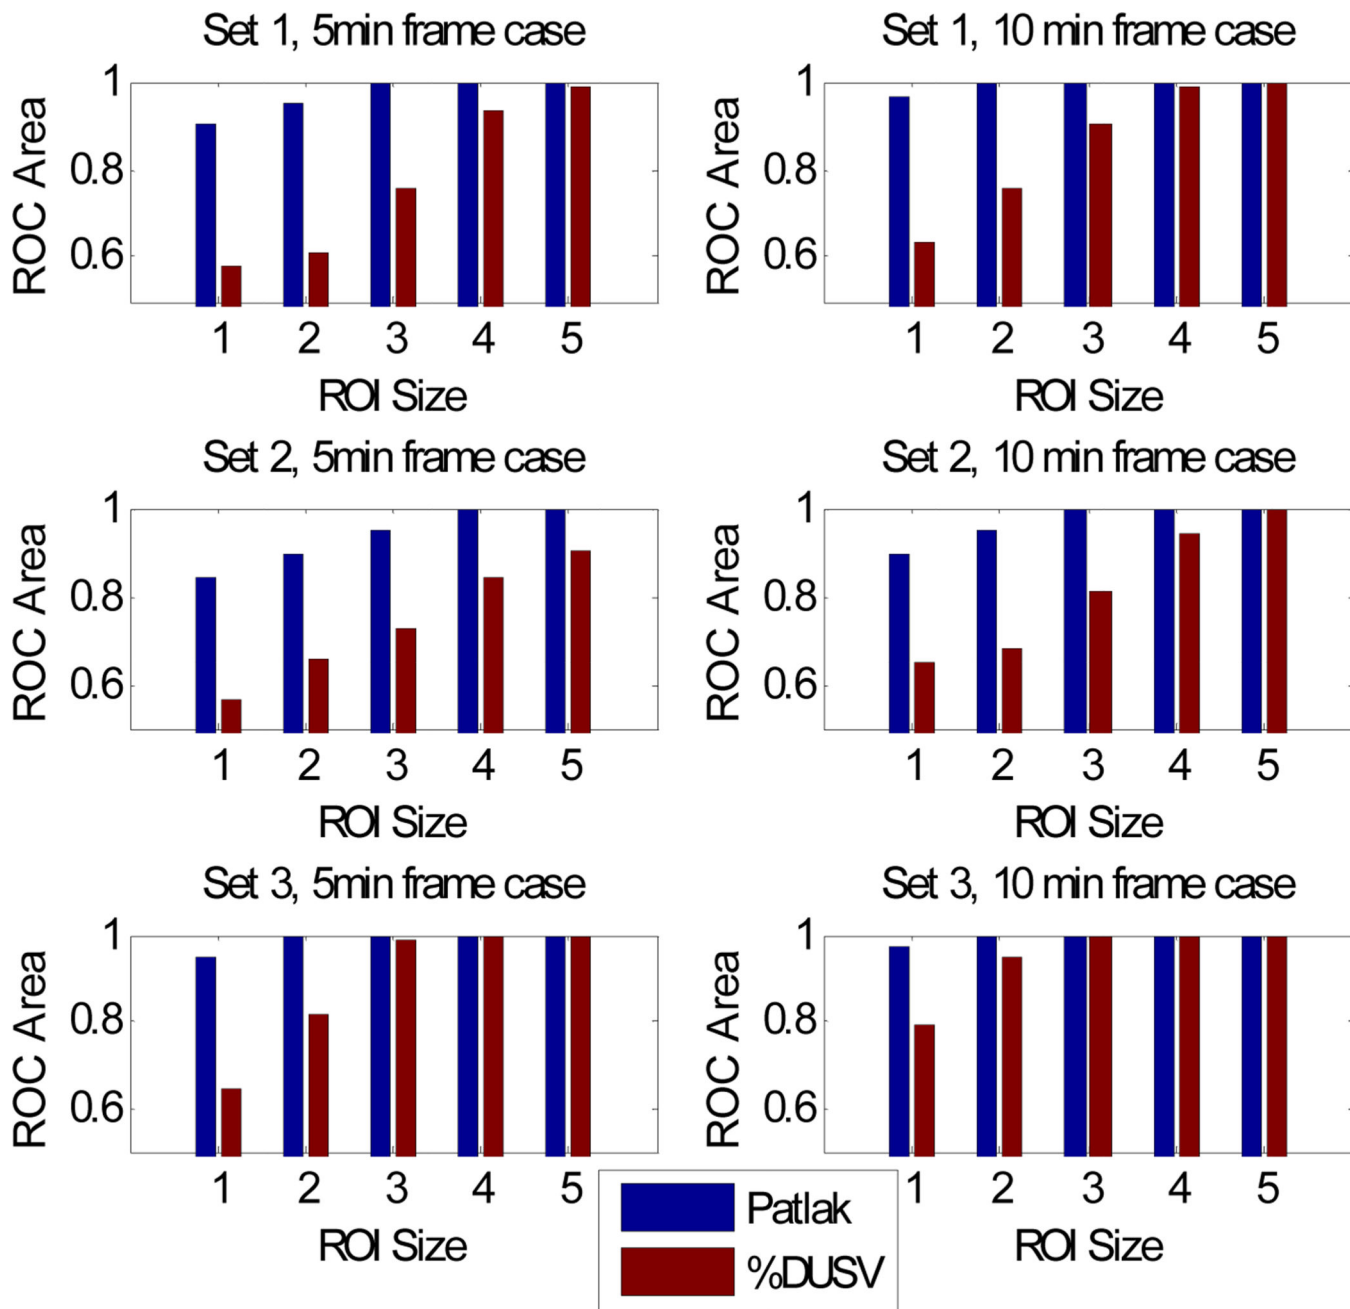 Set 1, 5min frame case
ROC Area
1
0.8
0.6
1 2 3 4 5
ROI Size
Set 1, 10 min frame case
ROC Area
1
0.8
0.6
1 2 3 4 5
ROI Size
Set 2, 5min frame case
ROC Area
1
0.8
0.6
1 2 3 4 5
ROI Size
Set 2, 10 min frame case
ROC Area
1
0.8
0.6
1 2 3 4 5
ROI Size
Set 3, 5min frame case
ROC Area
1
0.8
0.6
1 2 3 4 5
ROI Size
Set 3, 10 min frame case
ROC Area
1
0.8
0.6
1 2 3 4 5
ROI Size
Patlak
%DUSV